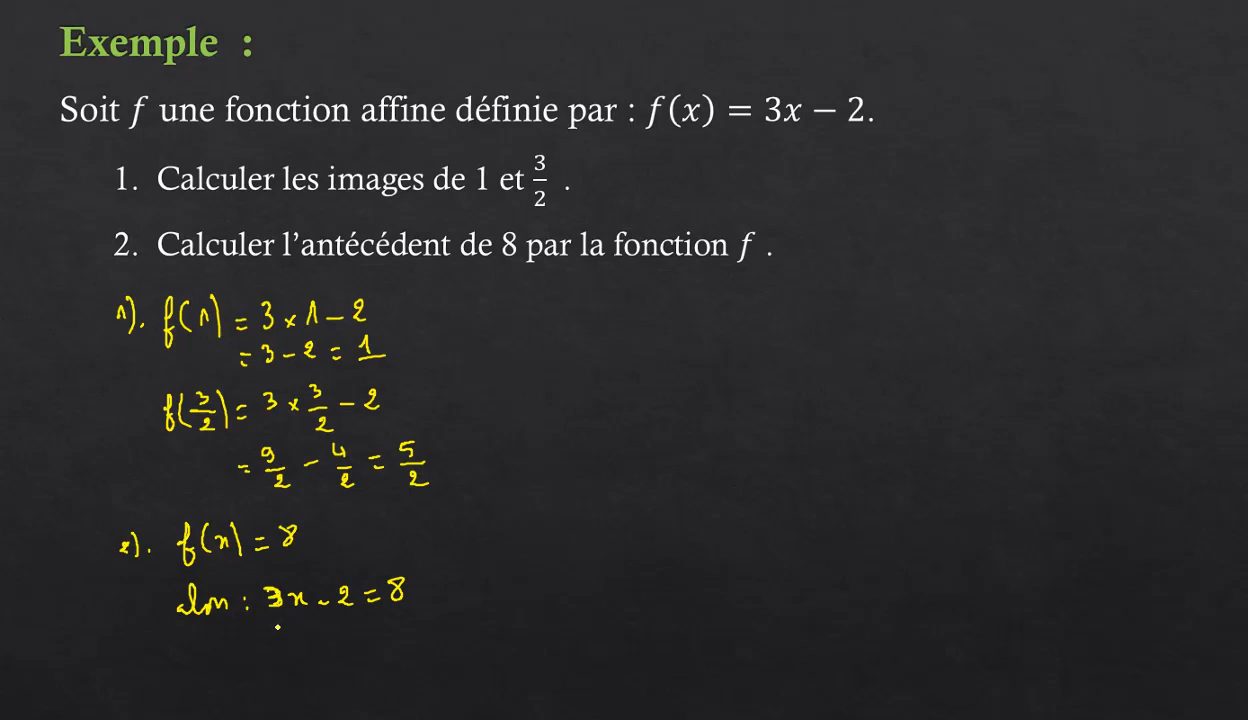 Exemple :
Soit f une fonction affine définie par : f(x) = 3x − 2.
1. Calculer les images de 1 et 3/2 .
2. Calculer l’antécédent de 8 par la fonction f .
1). f(1) = 3 × 1 − 2
= 3 − 2 = 1
f(3/2) = 3 × 3/2 − 2
= 9/2 − 4/2 = 5/2
2). f(x) = 8
alors : 3x − 2 = 8